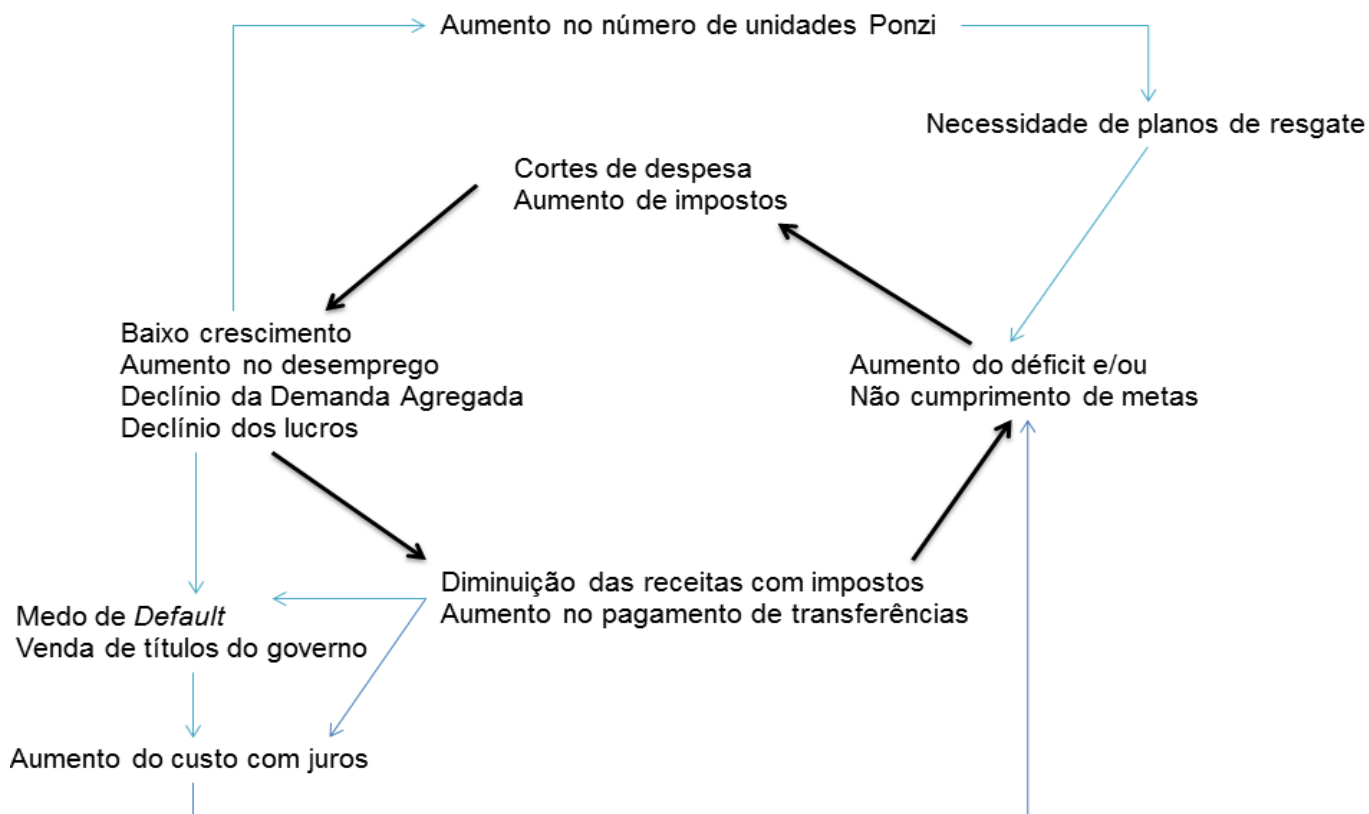 Aumento no número de unidades Ponzi
Necessidade de planos de resgate
Cortes de despesa
Aumento de impostos
Baixo crescimento
Aumento no desemprego
Declínio da Demanda Agregada
Declínio dos lucros
Aumento do déficit e/ou
Não cumprimento de metas
Diminuição das receitas com impostos
Aumento no pagamento de transferências
Medo de Default
Venda de títulos do governo
Aumento do custo com juros